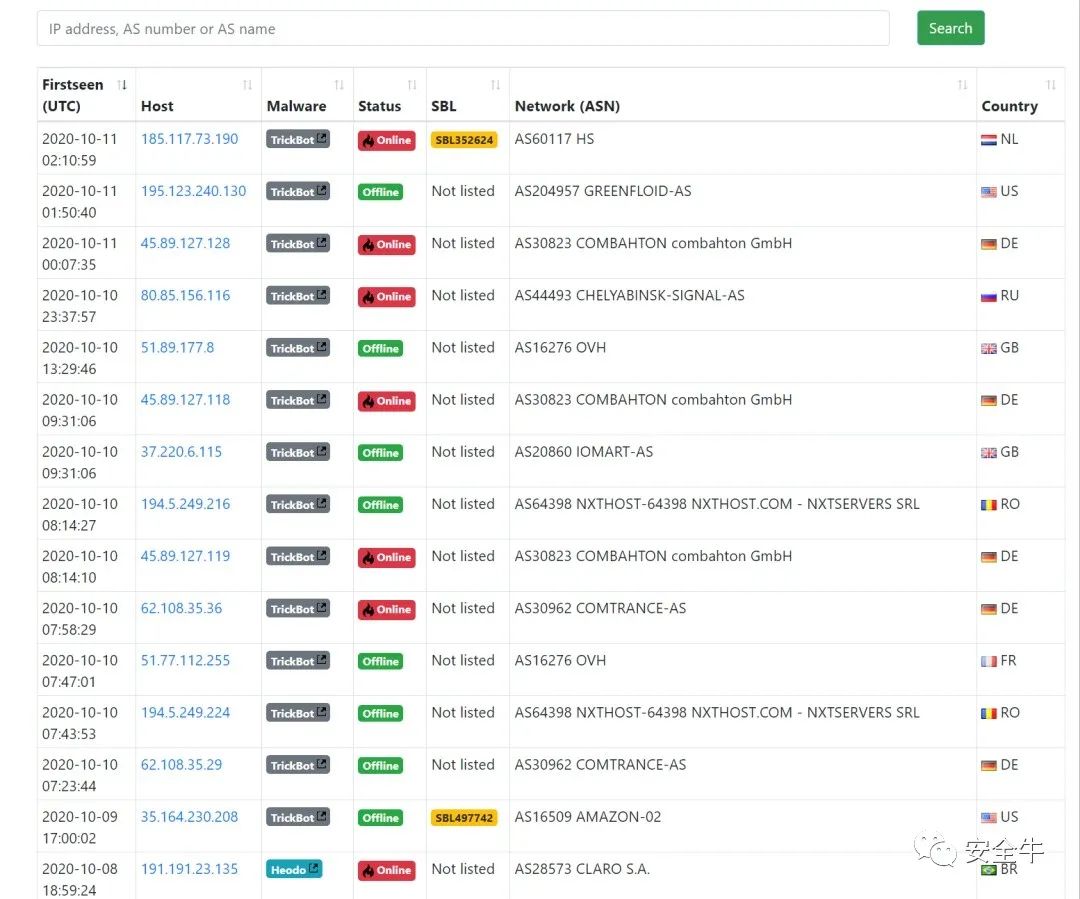 IP address, AS number or AS name
Search
Firstseen (UTC) Host Malware Status SBL Network (ASN) Country
2020-10-11 02:10:59 185.117.73.190 TrickBot Online SBL352624 AS60117 HS NL
2020-10-11 01:50:40 195.123.240.130 TrickBot Offline Not listed AS204957 GREENFLOID-AS US
2020-10-11 00:07:35 45.89.127.128 TrickBot Online Not listed AS30823 COMBAHTON combahton GmbH DE
2020-10-10 23:37:57 80.85.156.116 TrickBot Online Not listed AS44493 CHELYABINSK-SIGNAL-AS RU
2020-10-10 13:29:46 51.89.177.8 TrickBot Offline Not listed AS16276 OVH GB
2020-10-10 09:31:06 45.89.127.118 TrickBot Online Not listed AS30823 COMBAHTON combahton GmbH DE
2020-10-10 09:31:06 37.220.6.115 TrickBot Offline Not listed AS20860 IOMART-AS GB
2020-10-10 08:14:27 194.5.249.216 TrickBot Offline Not listed AS64398 NXTHOST-64398 NXTHOST.COM - NXTSERVERS SRL RO
2020-10-10 08:14:10 45.89.127.119 TrickBot Online Not listed AS30823 COMBAHTON combahton GmbH DE
2020-10-10 07:58:29 62.108.35.36 TrickBot Online Not listed AS30962 COMTRANCE-AS DE
2020-10-10 07:47:01 51.77.112.255 TrickBot Offline Not listed AS16276 OVH FR
2020-10-10 07:43:53 194.5.249.224 TrickBot Offline Not listed AS64398 NXTHOST-64398 NXTHOST.COM - NXTSERVERS SRL RO
2020-10-10 07:23:44 62.108.35.29 TrickBot Offline Not listed AS30962 COMTRANCE-AS DE
2020-10-09 17:00:02 35.164.230.208 TrickBot Offline SBL497742 AS16509 AMAZON-02 US
2020-10-08 18:59:24 191.191.23.135 Heodo Online Not listed AS28573 CLARO S.A. BR
安全牛